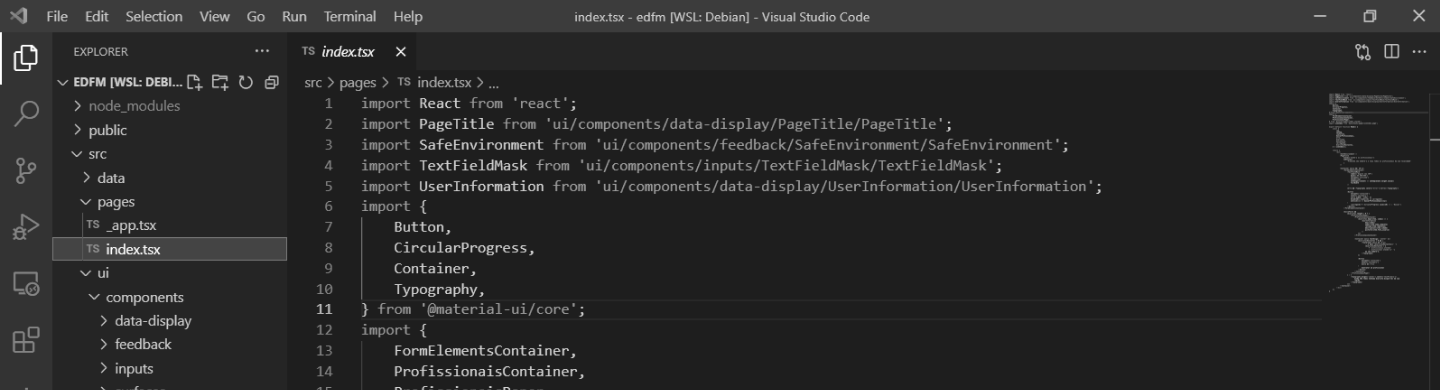 File Edit Selection View Go Run Terminal Help
index.tsx - edfm [WSL: Debian] - Visual Studio Code
EXPLORER
EDFM [WSL: DEBI...
node_modules
public
src
data
pages
TS _app.tsx
TS index.tsx
ui
components
data-display
feedback
inputs
TS index.tsx
src > pages > TS index.tsx > ...
1 import React from 'react';
2 import PageTitle from 'ui/components/data-display/PageTitle/PageTitle';
3 import SafeEnvironment from 'ui/components/feedback/SafeEnvironment/SafeEnvironment';
4 import TextFieldMask from 'ui/components/inputs/TextFieldMask/TextFieldMask';
5 import UserInformation from 'ui/components/data-display/UserInformation/UserInformation';
6 import {
7 Button,
8 CircularProgress,
9 Container,
10 Typography,
11 } from '@material-ui/core';
12 import {
13 FormElementsContainer,
14 ProfissionaisContainer,